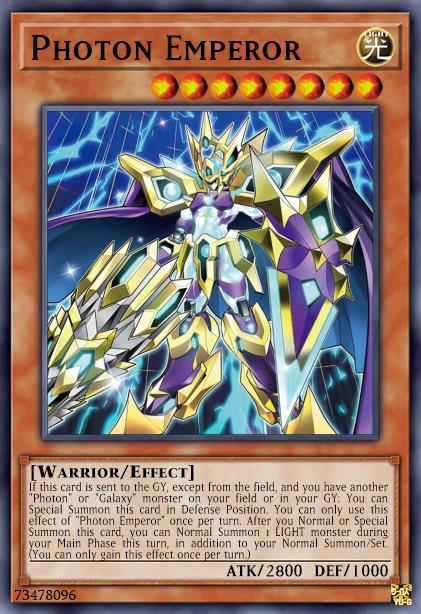 PHOTON EMPEROR
LIGHT
光
[WARRIOR/EFFECT]
If this card is sent to the GY, except from the field, and you have another
"Photon" or "Galaxy" monster on your field or in your GY: You can
Special Summon this card in Defense Position. You can only use this
effect of "Photon Emperor" once per turn. After you Normal or Special
Summon this card, you can Normal Summon 1 LIGHT monster during
your Main Phase this turn, in addition to your Normal Summon/Set.
(You can only gain this effect once per turn.)
ATK/2800 DEF/1000
73478096